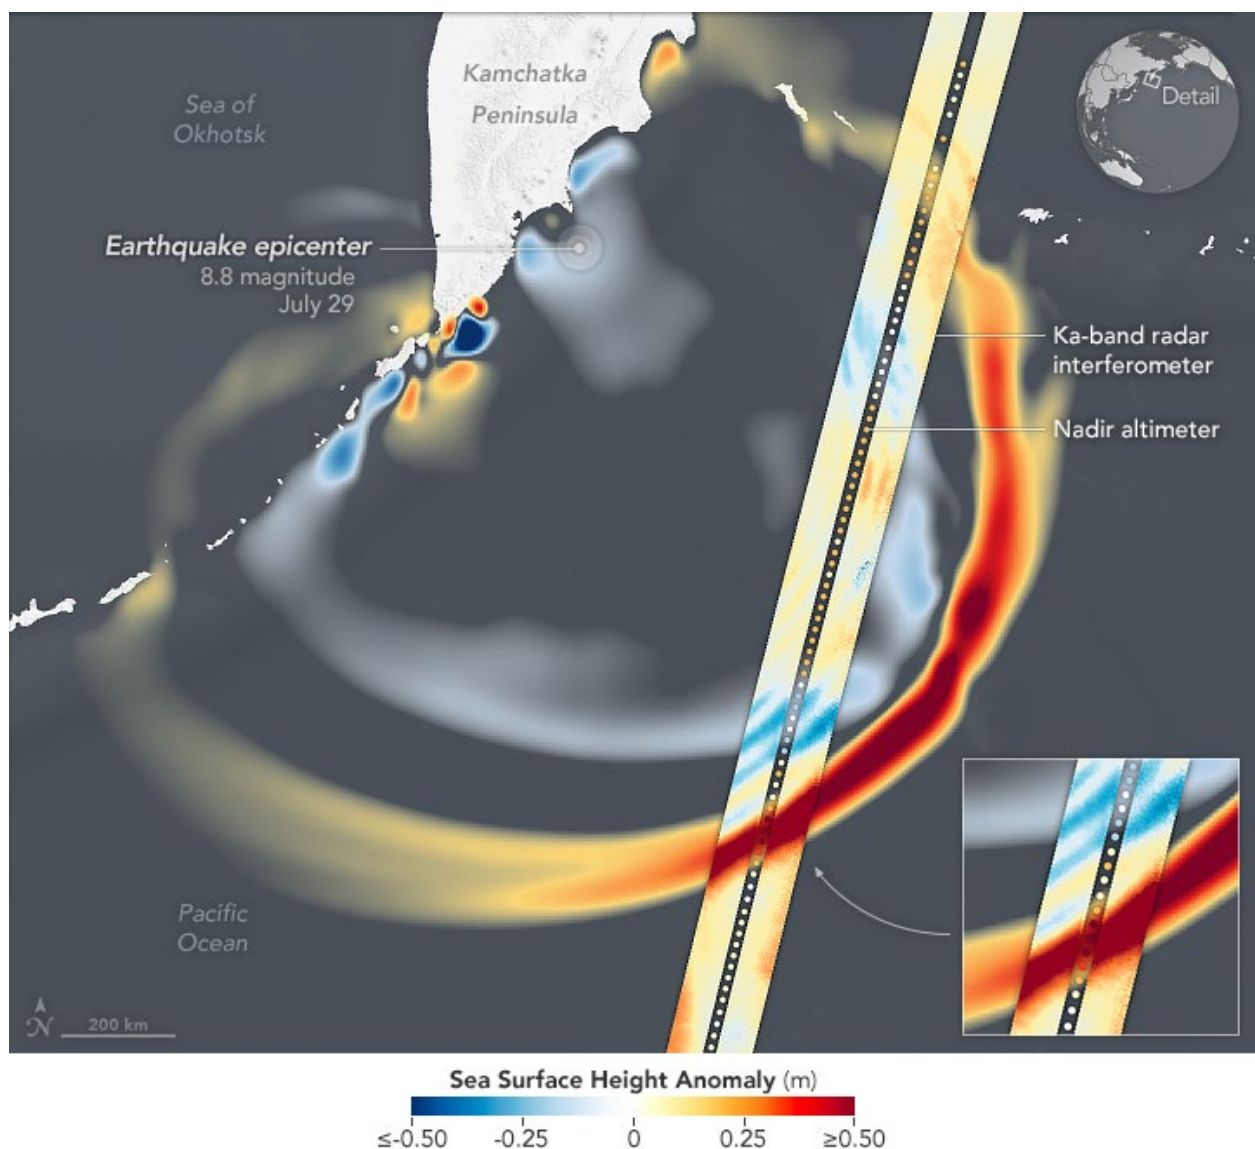 Kamchatka
Peninsula
Sea of
Okhotsk
Detail
Earthquake epicenter
8.8 magnitude
July 29
Ka-band radar
interferometer
Nadir altimeter
Pacific
Ocean
N
200 km
Sea Surface Height Anomaly (m)
≤-0.50 -0.25 0 0.25 ≥0.50